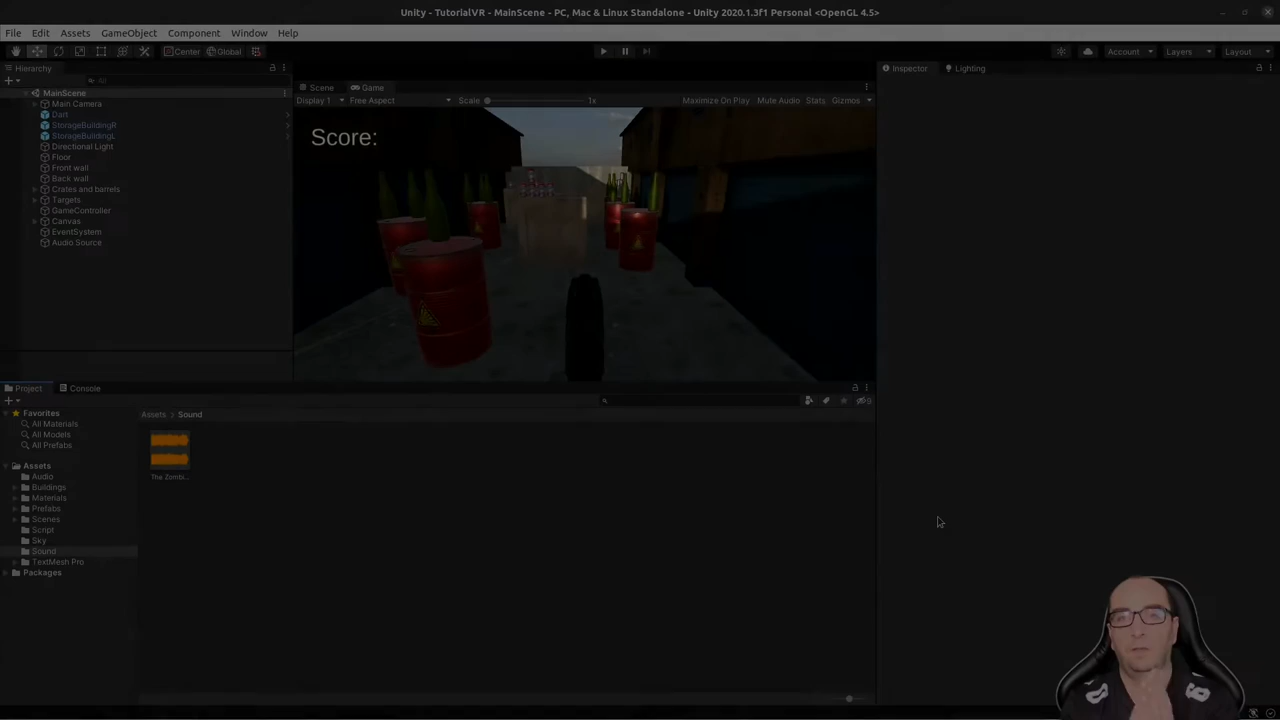 Unity - TutorialVR - MainScene - PC, Mac & Linux Standalone - Unity 2020.1.3f1 Personal <OpenGL 4.5>
File Edit Assets GameObject Component Window Help
Center Global Account Layers Layout
Hierarchy
All
MainScene
Main Camera
Dart
StorageBuildingR
StorageBuildingL
Directional Light
Floor
Front wall
Back wall
Crates and barrels
Targets
GameController
Canvas
EventSystem
Audio Source
Scene Game
Display 1 Free Aspect Scale 1x Maximize On Play Mute Audio Stats Gizmos
Score:
Inspector Lighting
Project Console
9
Favorites
All Materials
All Models
All Prefabs
Assets
Audio
Buildings
Materials
Prefabs
Scenes
Script
Sky
Sound
TextMesh Pro
Packages
Assets > Sound
The Zombi...